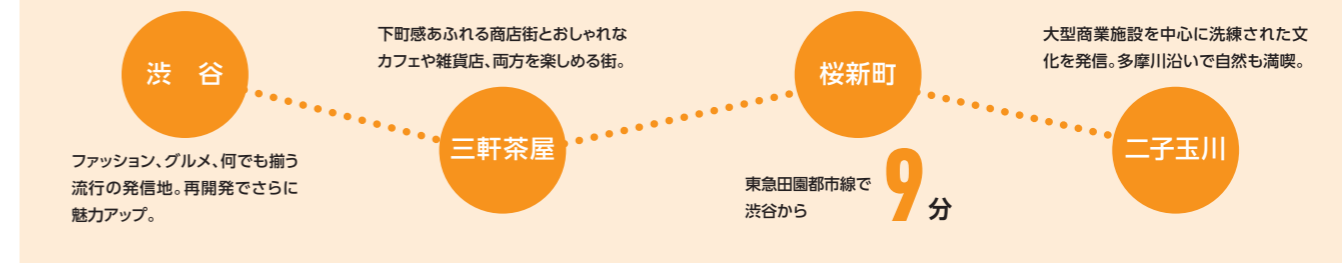 渋　谷
ファッション、グルメ、何でも揃う
流行の発信地。再開発でさらに
魅力アップ。
下町感あふれる商店街とおしゃれな
カフェや雑貨店、両方を楽しめる街。
三軒茶屋
桜新町
東急田園都市線で
渋谷から
9分
大型商業施設を中心に洗練された文
化を発信。多摩川沿いで自然も満喫。
二子玉川